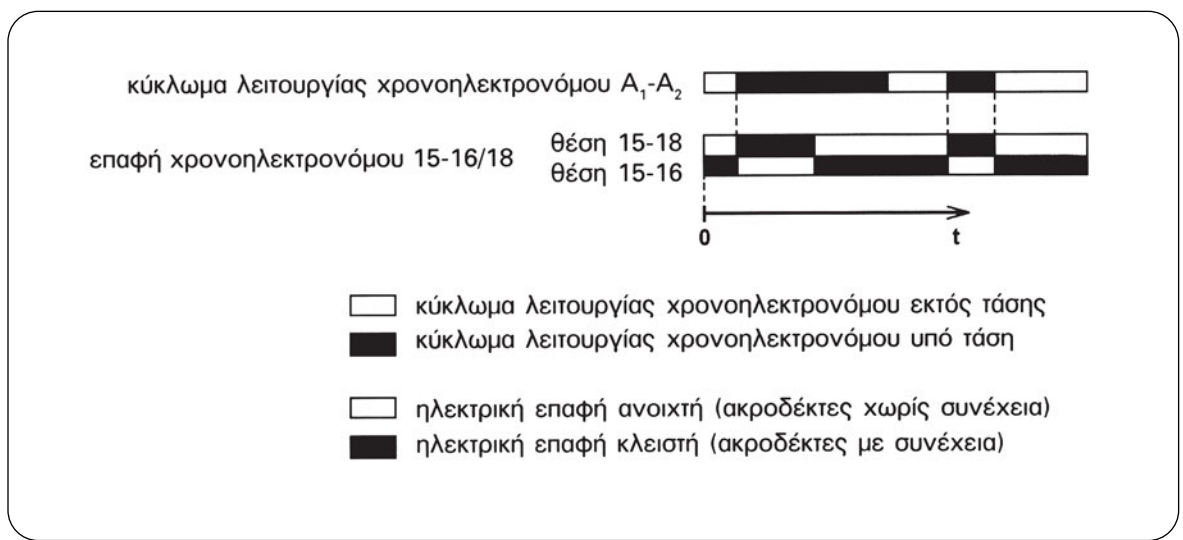 κύκλωμα λειτουργίας χρονοηλεκτρονόμου A₁-A₂
θέση 15-18
επαφή χρονοηλεκτρονόμου 15-16/18
θέση 15-16
0 t
κύκλωμα λειτουργίας χρονοηλεκτρονόμου εκτός τάσης
κύκλωμα λειτουργίας χρονοηλεκτρονόμου υπό τάση
ηλεκτρική επαφή ανοιχτή (ακροδέκτες χωρίς συνέχεια)
ηλεκτρική επαφή κλειστή (ακροδέκτες με συνέχεια)